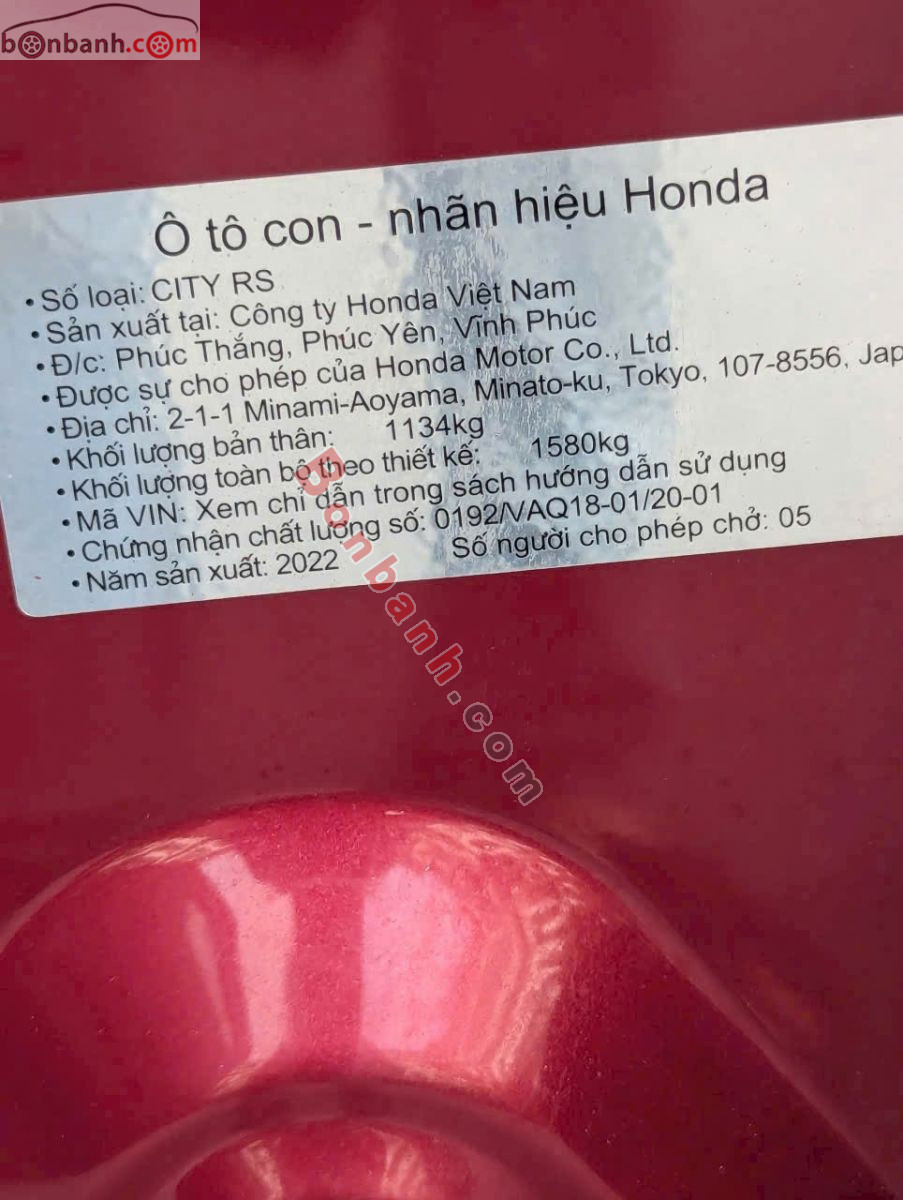 bonbanh.com
Ô tô con - nhãn hiệu Honda
• Số loại: CITY RS
• Sản xuất tại: Công ty Honda Việt Nam
• Đ/c: Phúc Thắng, Phúc Yên, Vĩnh Phúc
• Được sự cho phép của Honda Motor Co., Ltd.
• Địa chỉ: 2-1-1 Minami-Aoyama, Minato-ku, Tokyo, 107-8556, Jap
• Khối lượng bản thân: 1134kg
• Khối lượng toàn bộ theo thiết kế: 1580kg
• Mã VIN: Xem chỉ dẫn trong sách hướng dẫn sử dụng
• Chứng nhận chất lượng số: 0192/VAQ18-01/20-01
• Năm sản xuất: 2022 Số người cho phép chở: 05
Bonbanh.com